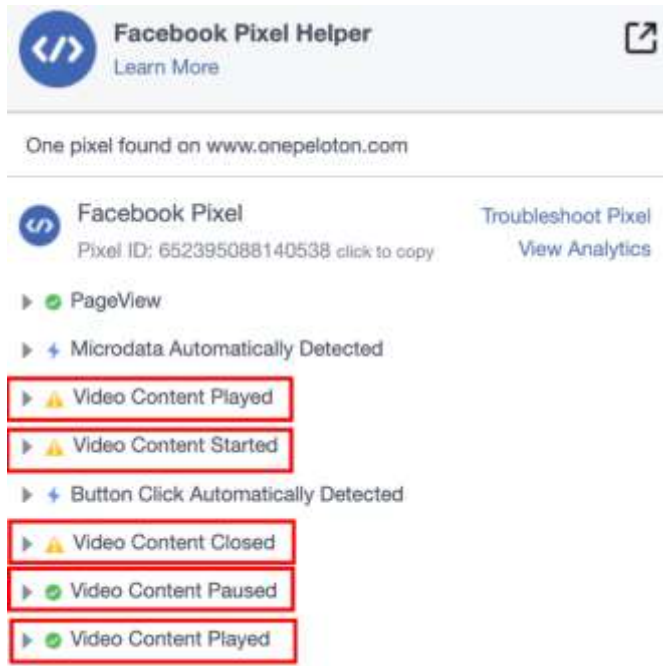 Facebook Pixel Helper
Learn More
One pixel found on www.onepeloton.com
Facebook Pixel
Troubleshoot Pixel
Pixel ID: 652395088140538 click to copy
View Analytics
PageView
Microdata Automatically Detected
Video Content Played
Video Content Started
Button Click Automatically Detected
Video Content Closed
Video Content Paused
Video Content Played